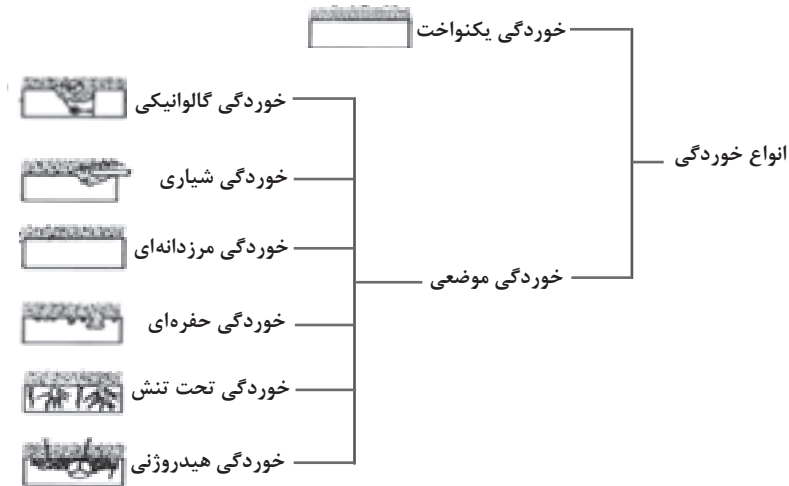 انواع خوردگی
خوردگی یکنواخت
خوردگی موضعی
خوردگی گالوانیکی
خوردگی شیاری
خوردگی مرزدانه‌ای
خوردگی حفره‌ای
خوردگی تحت تنش
خوردگی هیدروژنی